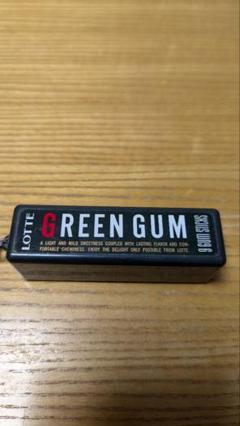 LOTTE
GREEN GUM
A LIGHT AND MILD SWEETNESS COUPLED WITH LASTING FLAVOR AND COM-
FORTABLE CHEWINESS. ENJOY THE DELIGHT ONLY POSSIBLE FROM LOTTE.
9 GUM STICKS